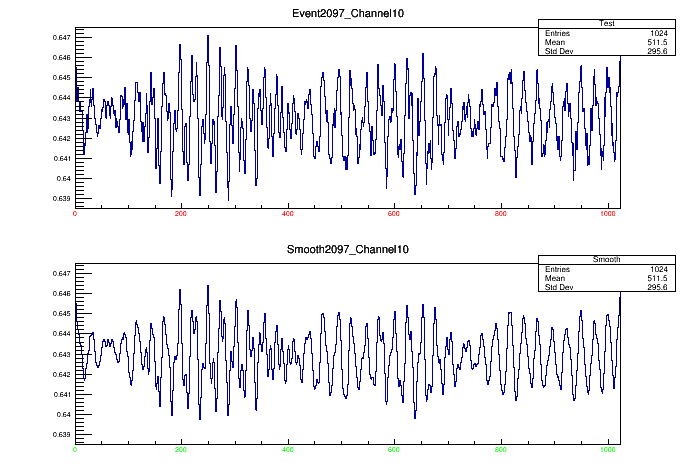 Event2097_Channel10
Test
Entries 1024
Mean 511.5
Std Dev 295.6
0.647
0.646
0.645
0.644
0.643
0.642
0.641
0.64
0.639
0 200 400 600 800 1000
Smooth2097_Channel10
Smooth
Entries 1024
Mean 511.5
Std Dev 295.6
0.647
0.646
0.645
0.644
0.643
0.642
0.641
0.64
0.639
0 200 400 600 800 1000